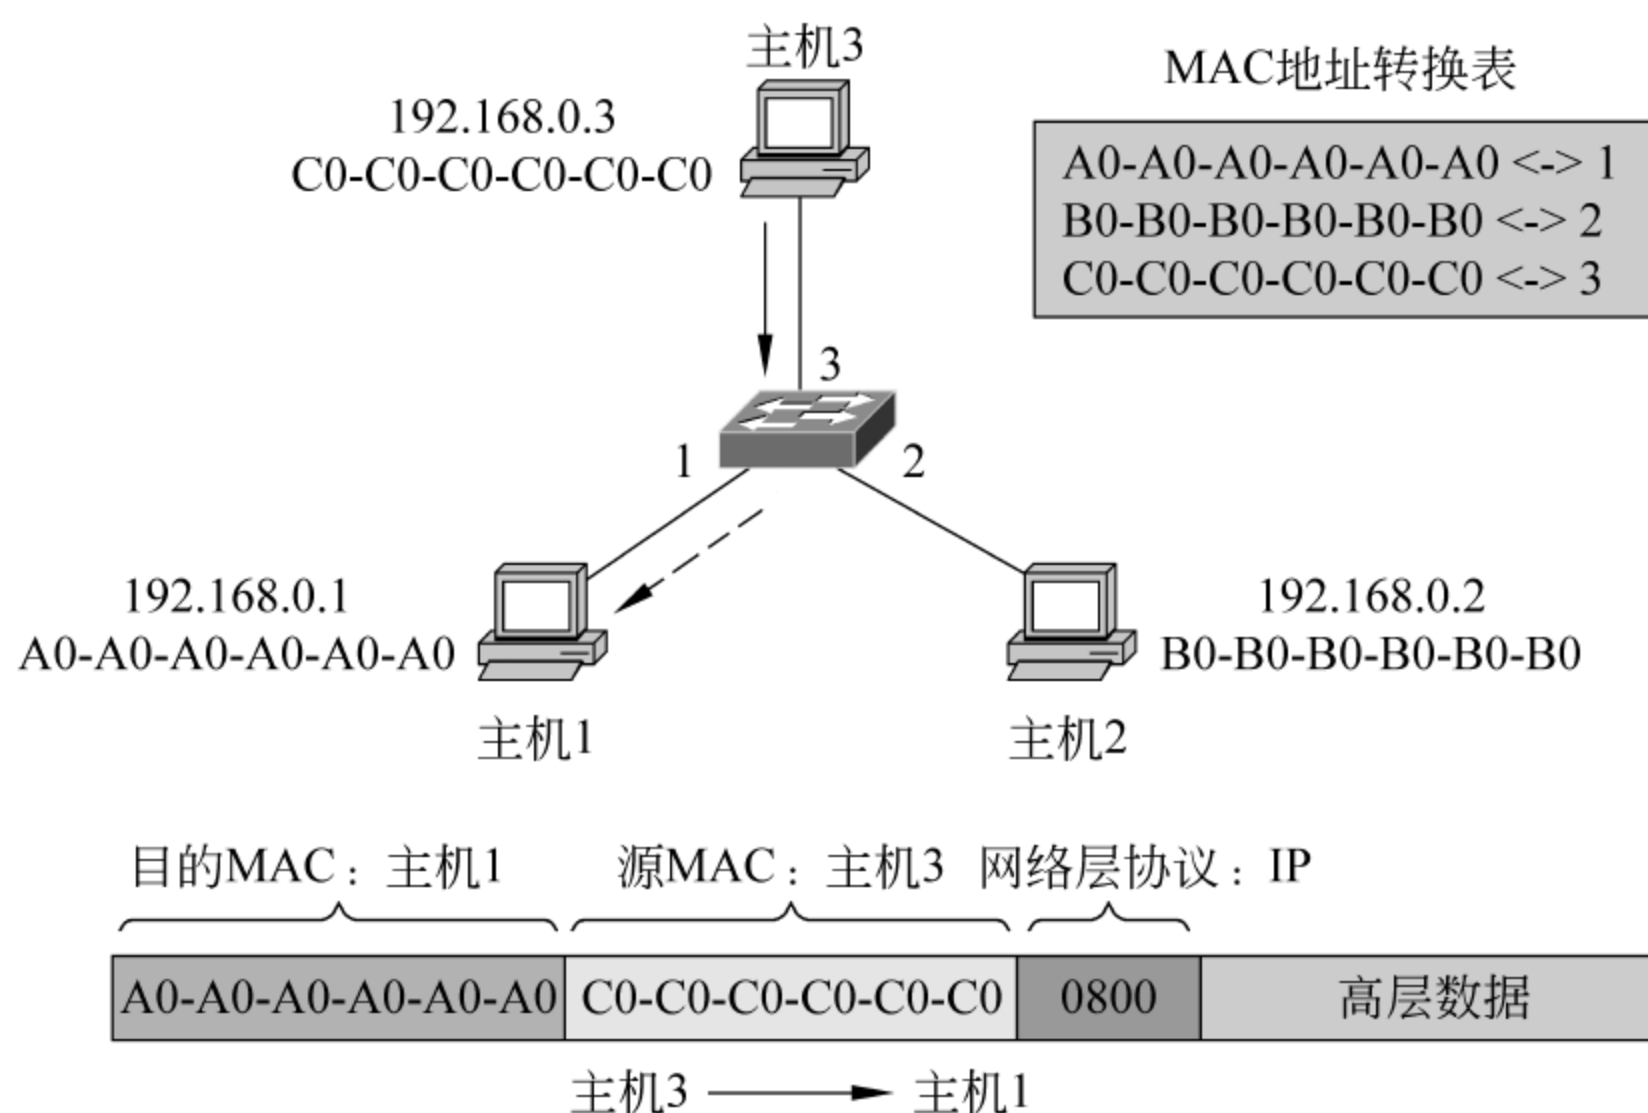 主机3
MAC地址转换表
192.168.0.3
C0-C0-C0-C0-C0-C0
A0-A0-A0-A0-A0-A0 <-> 1
B0-B0-B0-B0-B0-B0 <-> 2
C0-C0-C0-C0-C0-C0 <-> 3
3
1
2
192.168.0.1
A0-A0-A0-A0-A0-A0
192.168.0.2
B0-B0-B0-B0-B0-B0
主机1
主机2
目的MAC：主机1
源MAC：主机3
网络层协议：IP
A0-A0-A0-A0-A0-A0
C0-C0-C0-C0-C0-C0
0800
高层数据
主机3
主机1